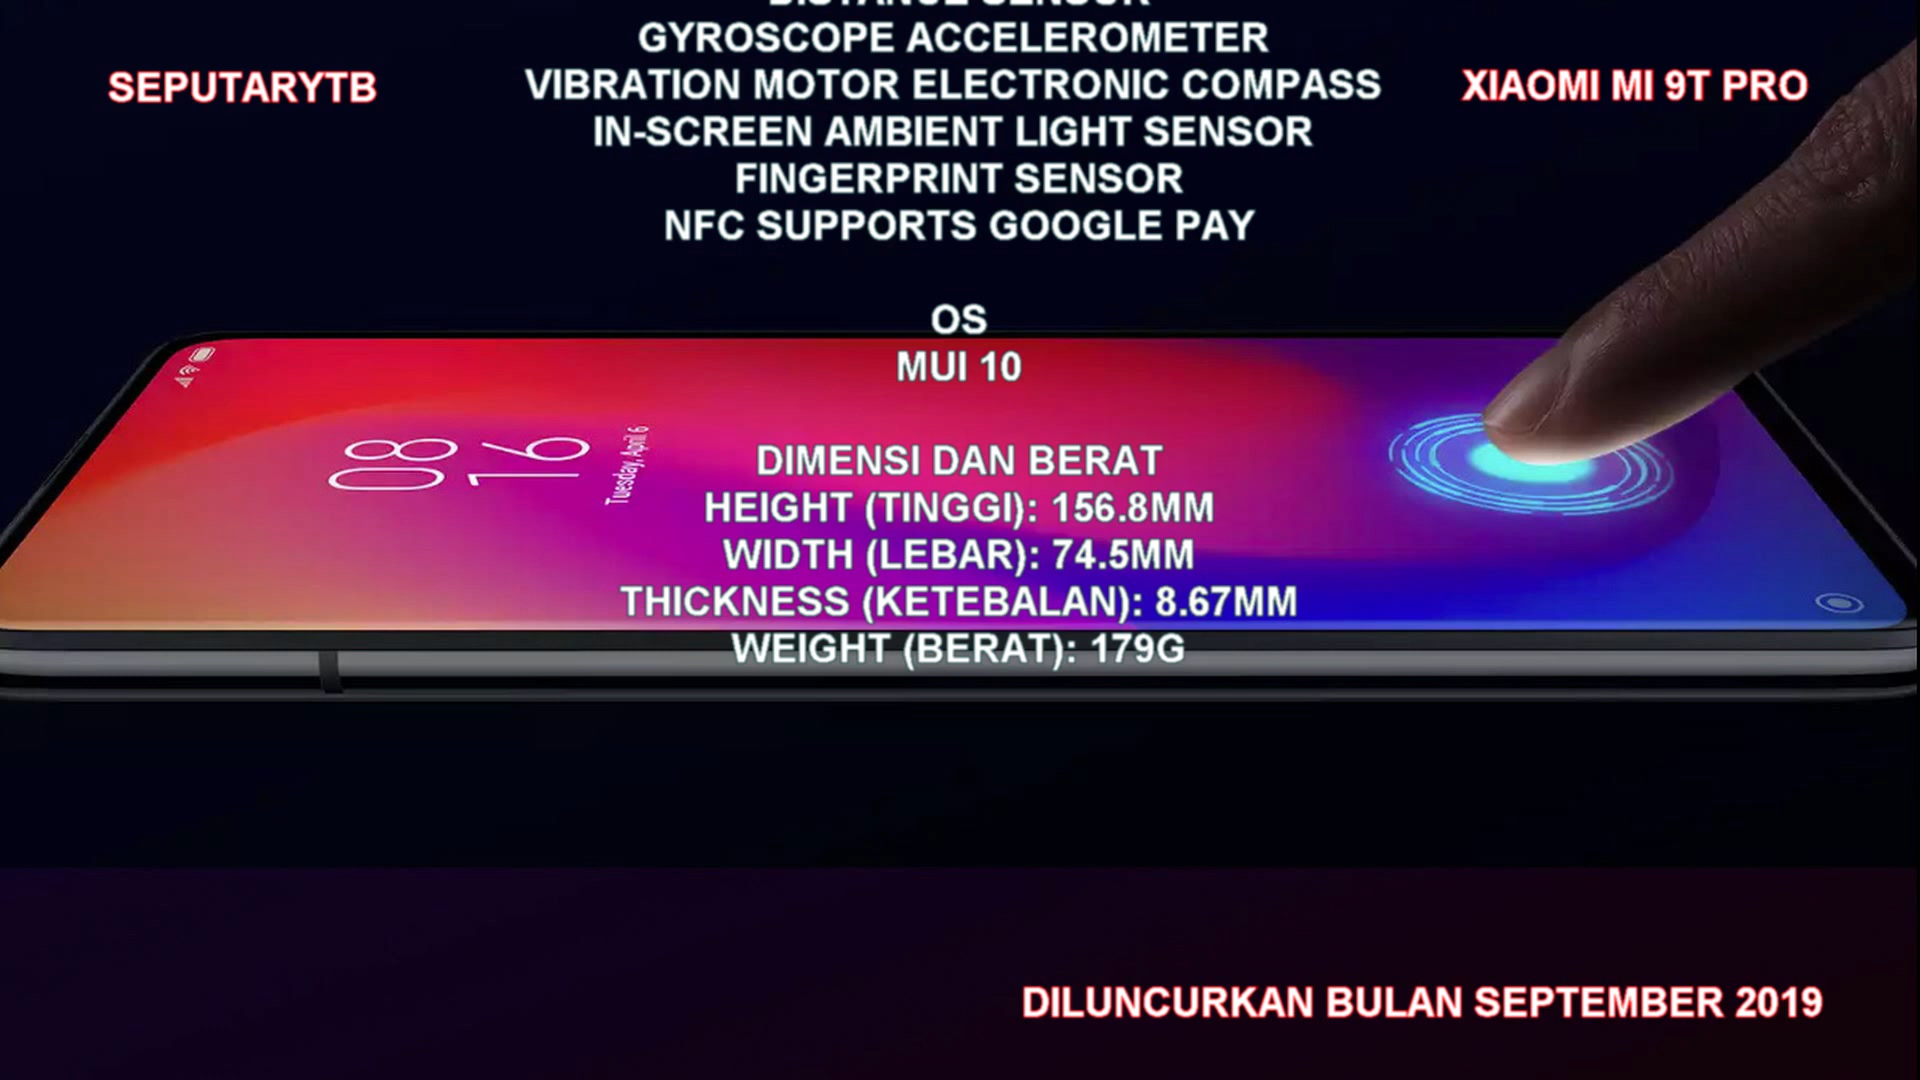 DISTANCE SENSOR
GYROSCOPE ACCELEROMETER
SEPUTARYTB
VIBRATION MOTOR ELECTRONIC COMPASS
XIAOMI MI 9T PRO
IN-SCREEN AMBIENT LIGHT SENSOR
FINGERPRINT SENSOR
NFC SUPPORTS GOOGLE PAY
OS
MUI 10
08
16
Tuesday, April 6
DIMENSI DAN BERAT
HEIGHT (TINGGI): 156.8MM
WIDTH (LEBAR): 74.5MM
THICKNESS (KETEBALAN): 8.67MM
WEIGHT (BERAT): 179G
DILUNCURKAN BULAN SEPTEMBER 2019